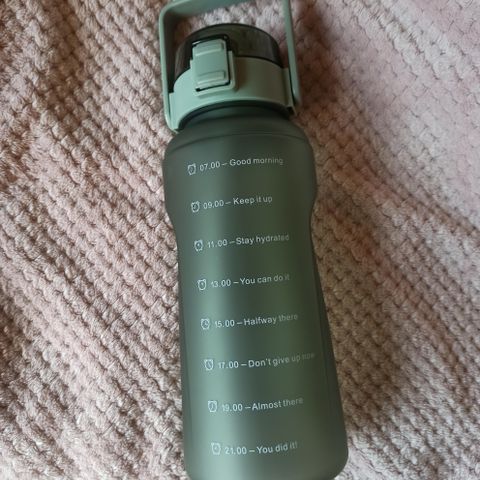 07.00 – Good morning
09.00 – Keep it up
11.00 – Stay hydrated
13.00 – You can do it
15.00 – Halfway there
17.00 – Don't give up now
19.00 – Almost there
21.00 – You did it!